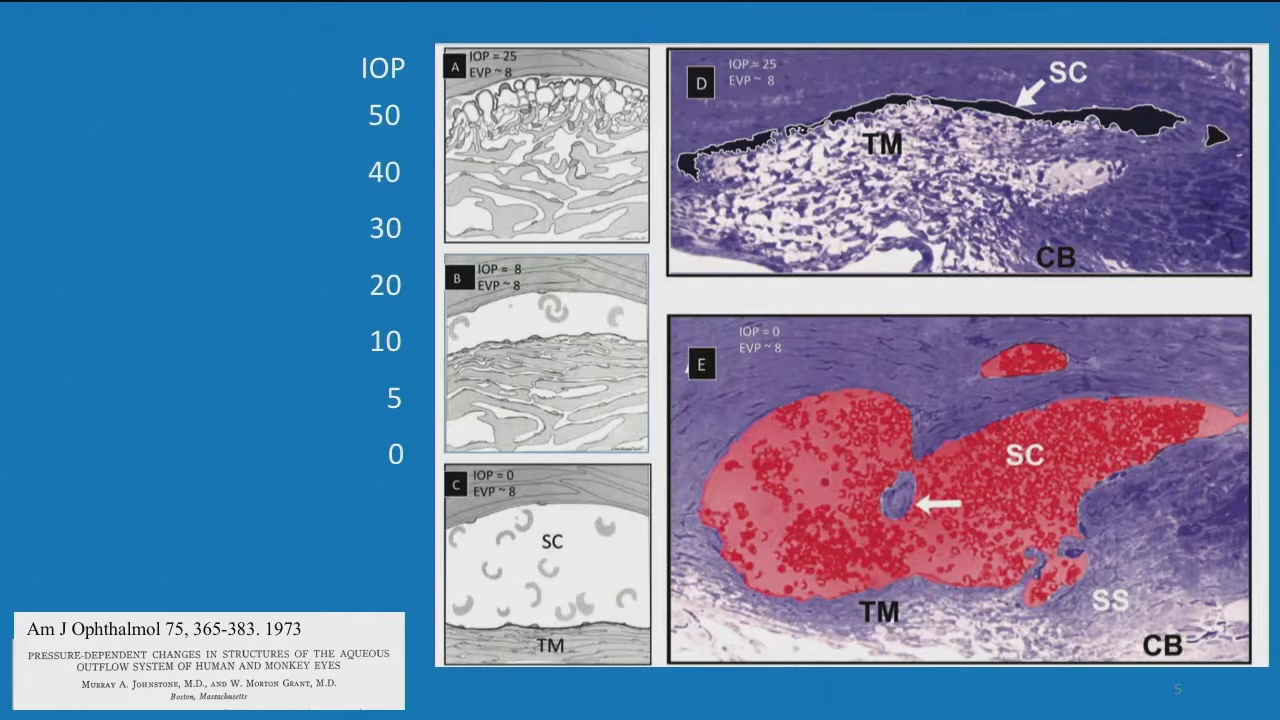 IOP
50
40
30
20
10
5
0
A
IOP = 25
EVP ~ 8
B
IOP = 8
EVP ~ 8
C
IOP = 0
EVP ~ 8
SC
TM
D
IOP = 25
EVP ~ 8
SC
TM
CB
E
IOP = 0
EVP ~ 8
SC
TM
SS
CB
Am J Ophthalmol 75, 365-383. 1973
PRESSURE-DEPENDENT CHANGES IN STRUCTURES OF THE AQUEOUS
OUTFLOW SYSTEM OF HUMAN AND MONKEY EYES
Murray A. Johnstone, M.D., and W. Morton Grant, M.D.
Boston, Massachusetts
5